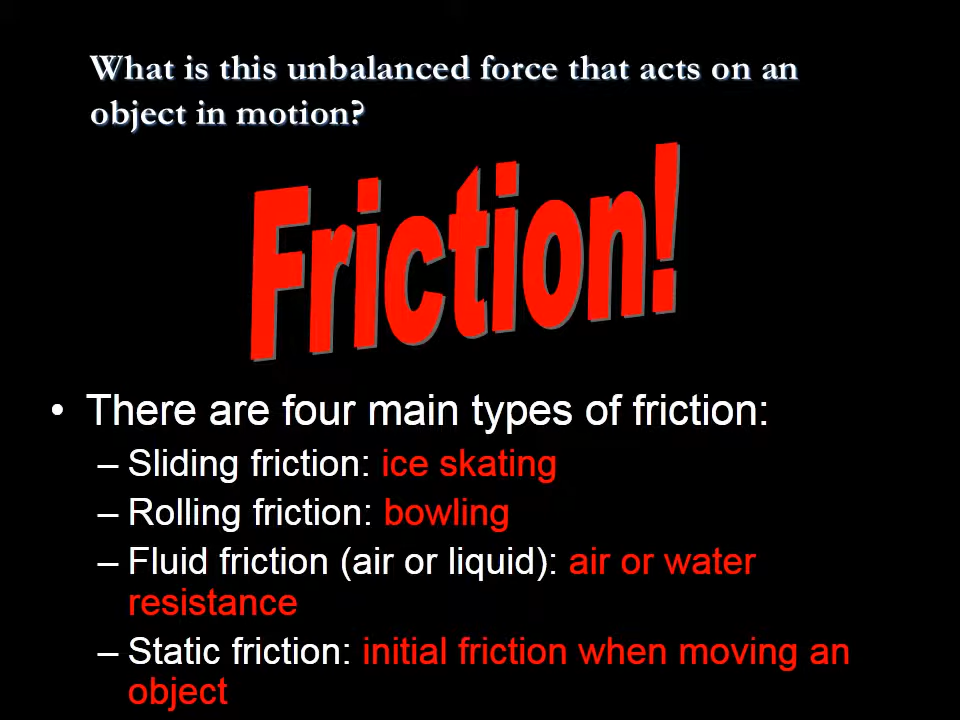 What is this unbalanced force that acts on an
object in motion?
Friction!
• There are four main types of friction:
– Sliding friction: ice skating
– Rolling friction: bowling
– Fluid friction (air or liquid): air or water
resistance
– Static friction: initial friction when moving an
object